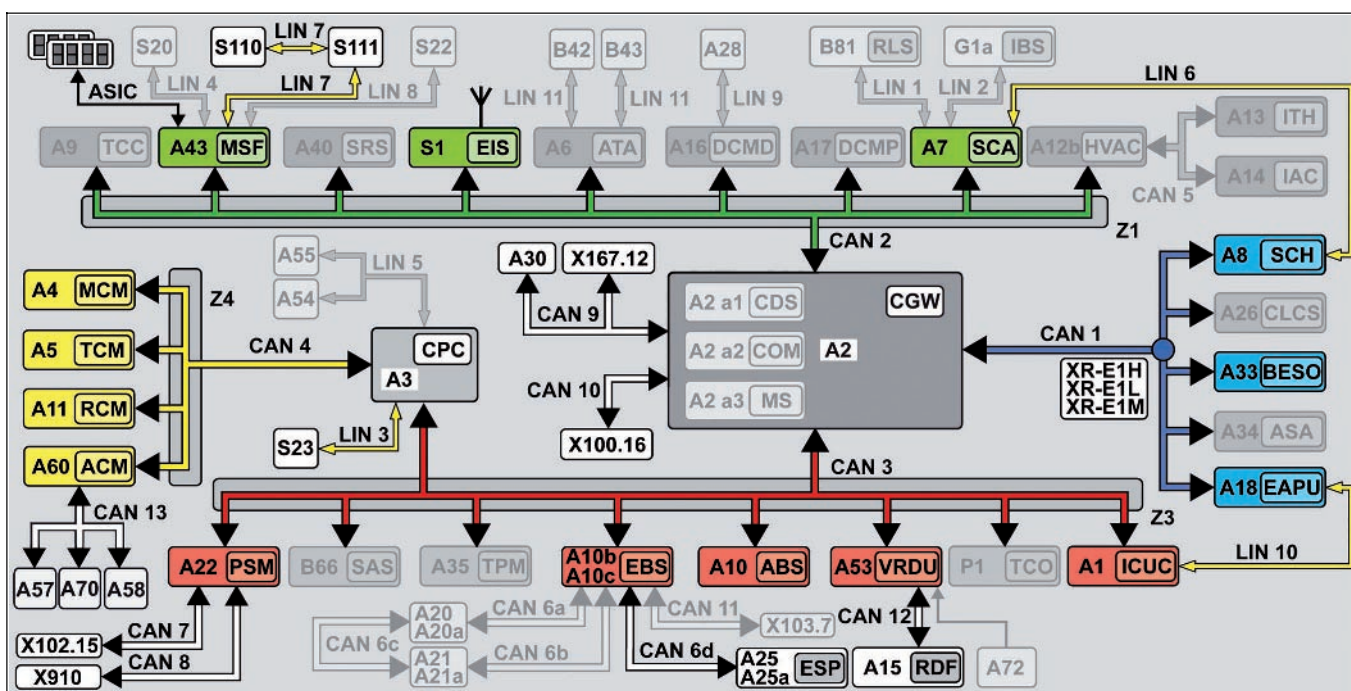 LIN 7
S20
S110
S111
S22
B42
B43
A28
B81 RLS
G1a IBS
LIN 6
ASIC
LIN 4
LIN 7
LIN 8
LIN 11
LIN 11
LIN 9
LIN 1
LIN 2
A13 ITH
A9 TCC
A43 MSF
A40 SRS
S1 EIS
A6 ATA
A16 DCMD
A17 DCMP
A7 SCA
A12b HVAC
A14 IAC
CAN 5
Z1
CAN 2
A55
LIN 5
A54
A30
X167.12
A8 SCH
A4 MCM
Z4
CAN 9
A2 a1 CDS
CGW
A26 CLCS
A5 TCM
CAN 4
CPC
A3
A2 a2 COM
A2
CAN 1
XR-E1H
XR-E1L
XR-E1M
A33 BESO
A11 RCM
CAN 10
A2 a3 MS
A34 ASA
S23
LIN 3
X100.16
A60 ACM
CAN 3
A18 EAPU
CAN 13
Z3
A57
A70
A58
A22 PSM
B66 SAS
A35 TPM
A10b
A10c
EBS
A10 ABS
A53 VRDU
P1 TCO
A1 ICUC
LIN 10
CAN 7
X102.15
CAN 8
X910
CAN 6a
A20
A20a
CAN 6c
A21
A21a
CAN 6b
CAN 11
X103.7
CAN 6d
A25
A25a
ESP
CAN 12
A15 RDF
A72